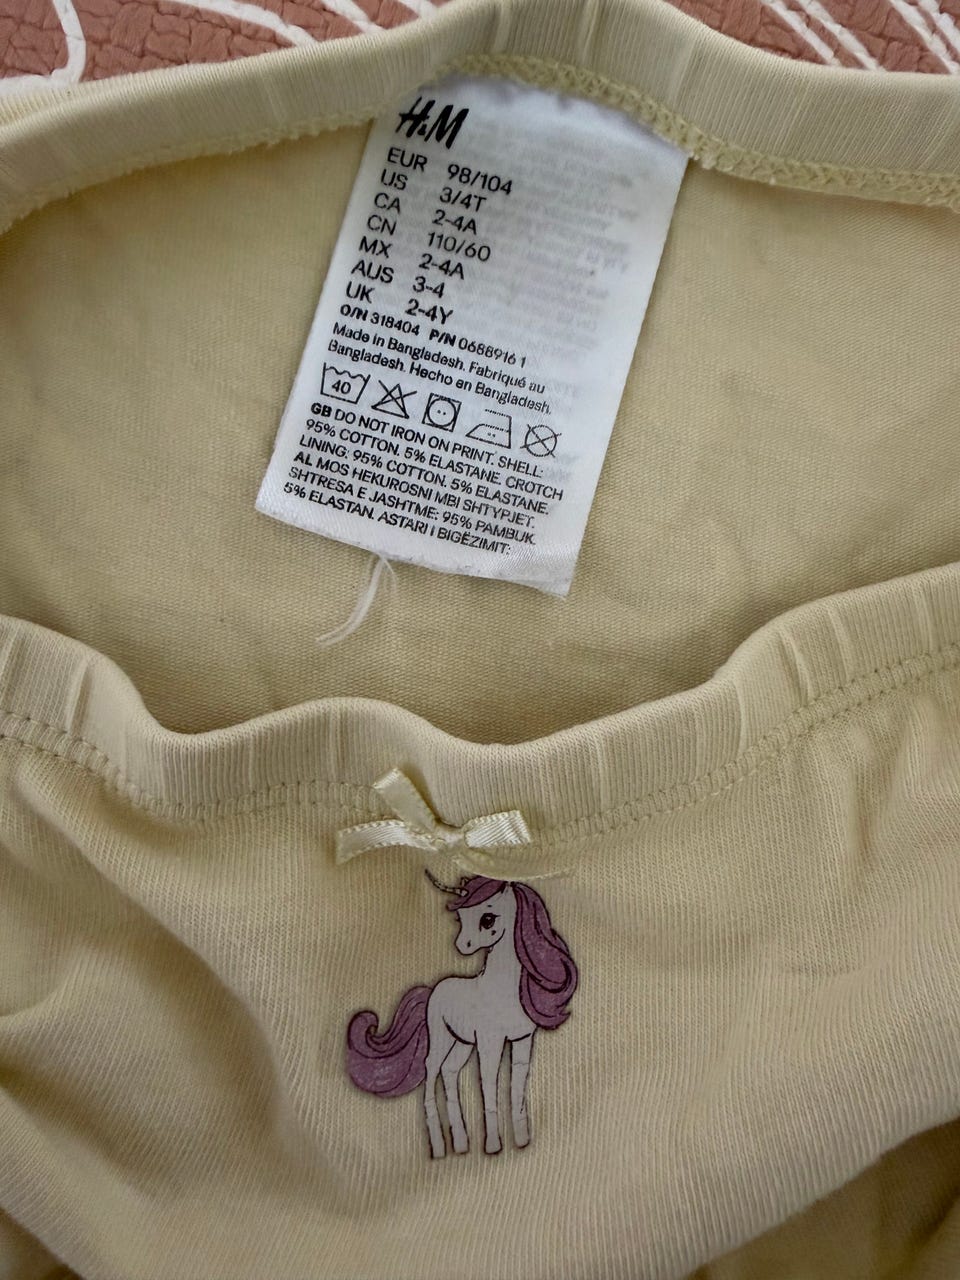 H&M
EUR 98/104
US 3/4T
CA 2-4A
CN 110/60
MX 2-4A
AUS 3-4
UK 2-4Y
O/N 318404 P/N 0688916 1
Made in Bangladesh. Fabriqué au
Bangladesh. Hecho en Bangladesh.
40
GB DO NOT IRON ON PRINT. SHELL:
95% COTTON. 5% ELASTANE. CROTCH
LINING: 95% COTTON. 5% ELASTANE.
AL MOS HEKUROSNI MBI SHTYPJET.
SHTRESA E JASHTME: 95% PAMBUK.
5% ELASTAN. ASTARI I BIGËZIMIT: